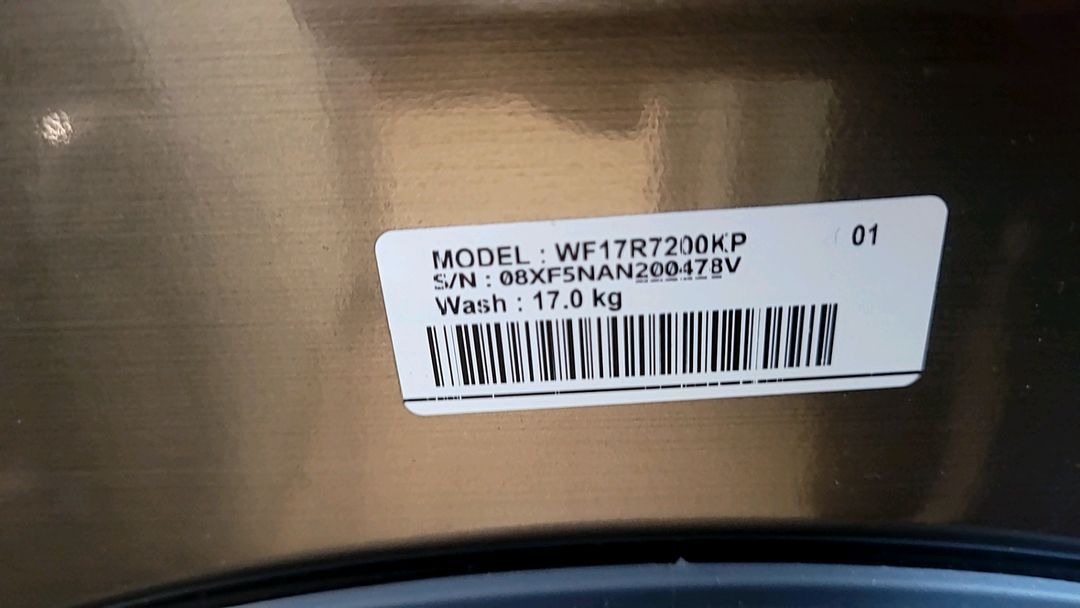 MODEL : WF17R7200KP 01
S/N : 08XF5NAN200478V
Wash : 17.0 kg